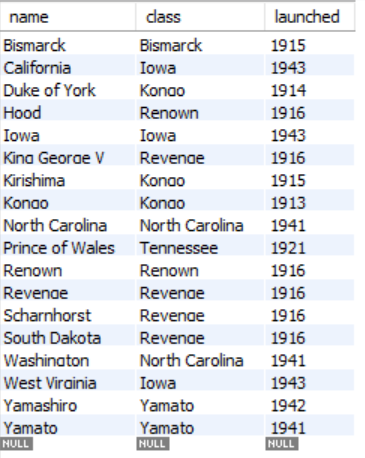 name class launched
Bismarck Bismarck 1915
California Iowa 1943
Duke of York Kongo 1914
Hood Renown 1916
Iowa Iowa 1943
King George V Revenge 1916
Kirishima Kongo 1915
Kongo Kongo 1913
North Carolina North Carolina 1941
Prince of Wales Tennessee 1921
Renown Renown 1916
Revenge Revenge 1916
Scharnhorst Revenge 1916
South Dakota Revenge 1916
Washington North Carolina 1941
West Virginia Iowa 1943
Yamashiro Yamato 1942
Yamato Yamato 1941
NULL NULL NULL